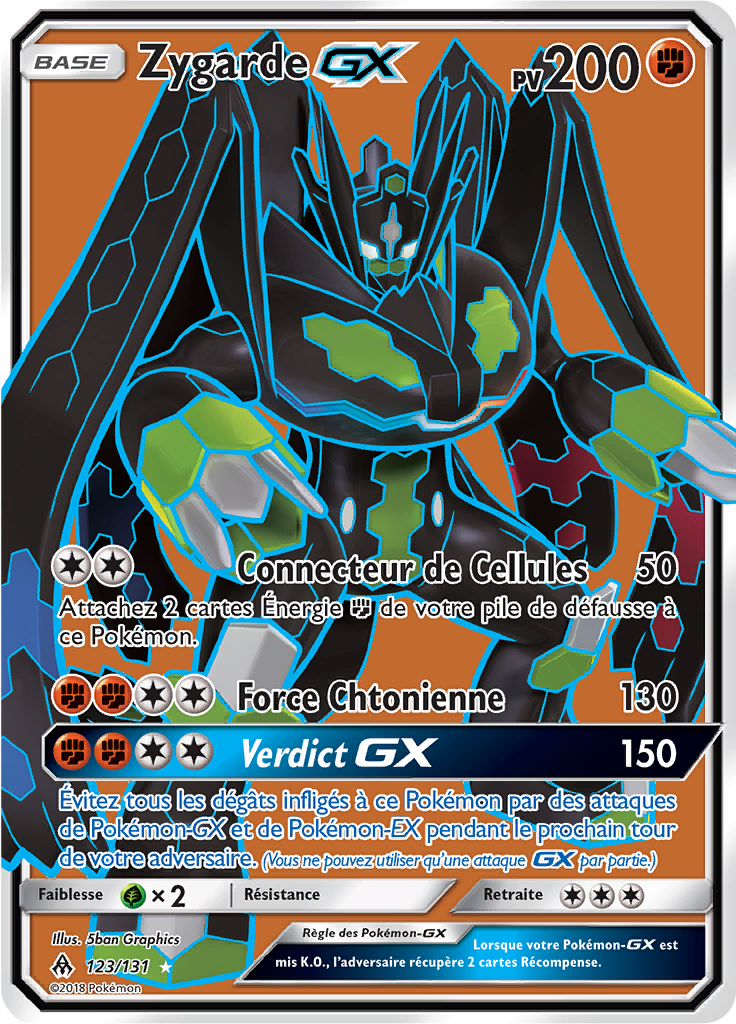 BASE Zygarde GX PV 200
Connecteur de Cellules 50
Attachez 2 cartes Énergie de votre pile de défausse à
ce Pokémon.
Force Chtonienne 130
Verdict GX 150
Évitez tous les dégâts infligés à ce Pokémon par des attaques
de Pokémon-GX et de Pokémon-EX pendant le prochain tour
de votre adversaire. (Vous ne pouvez utiliser qu'une attaque GX par partie.)
Faiblesse × 2 Résistance Retraite
Illus. 5ban Graphics
123/131
©2018 Pokémon
Règle des Pokémon-GX
Lorsque votre Pokémon-GX est
mis K.O., l'adversaire récupère 2 cartes Récompense.